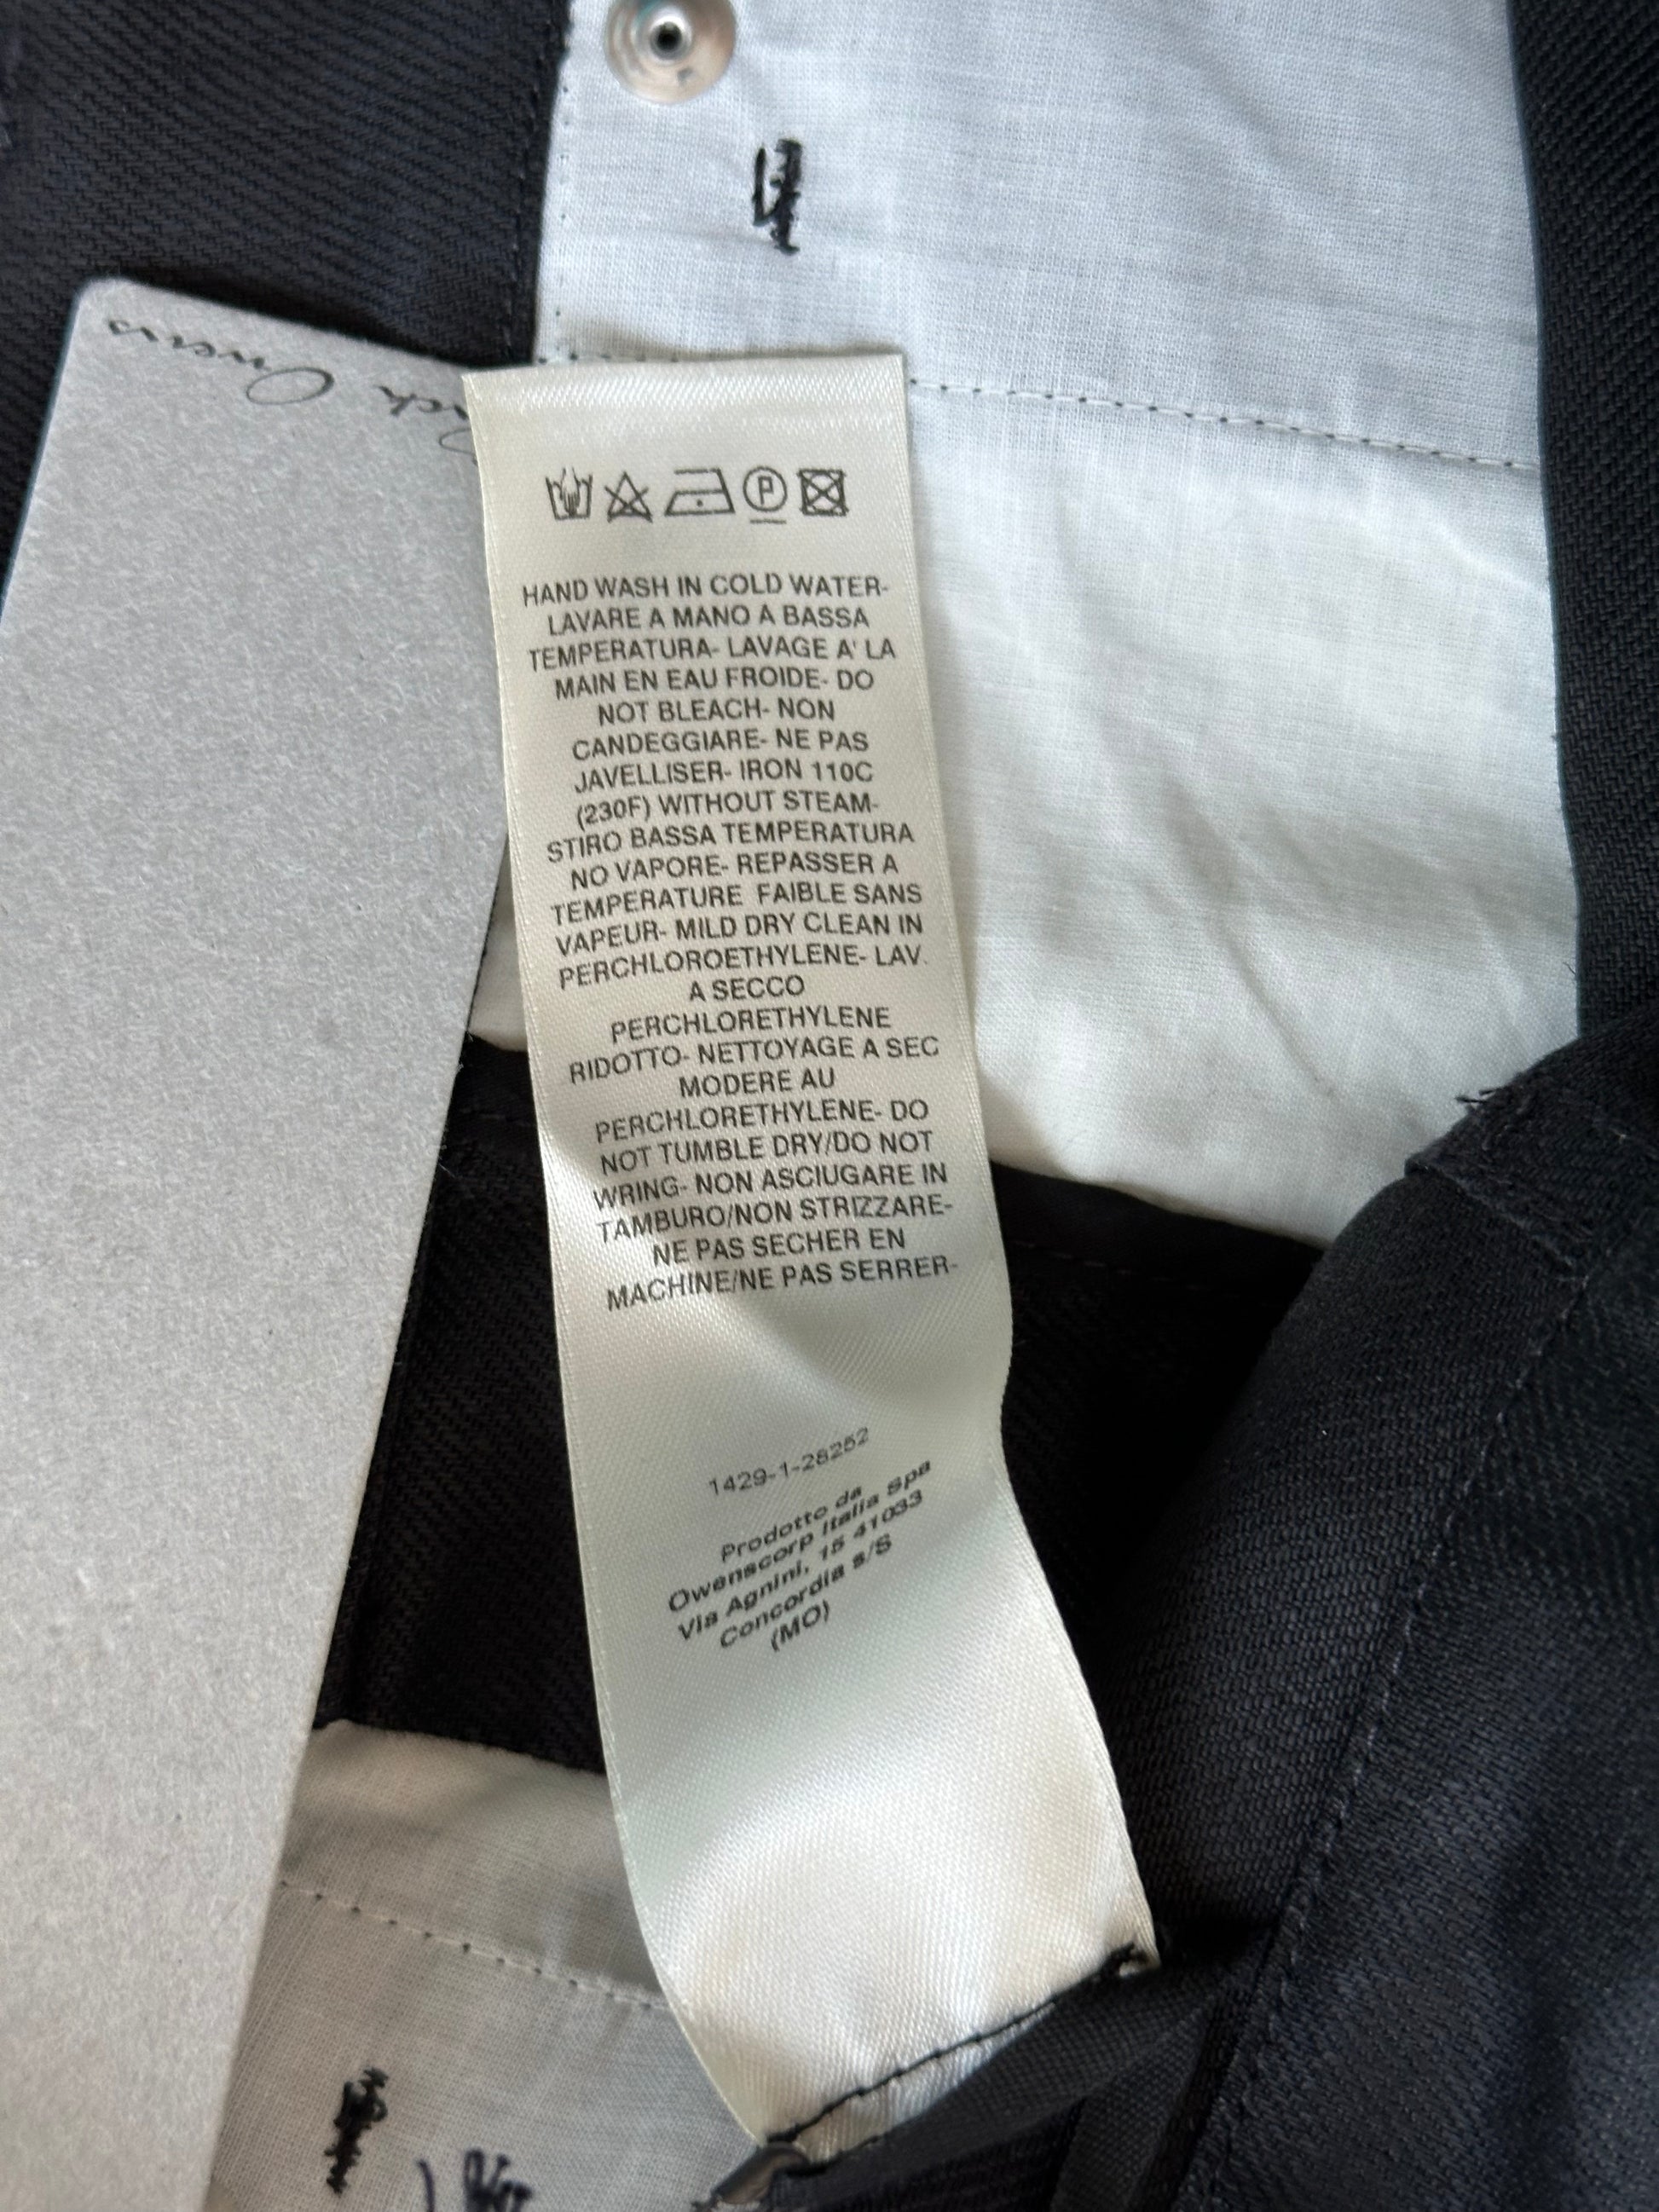 Rick Owens
HAND WASH IN COLD WATER-
LAVARE A MANO A BASSA
TEMPERATURA- LAVAGE A' LA
MAIN EN EAU FROIDE- DO
NOT BLEACH- NON
CANDEGGIARE- NE PAS
JAVELLISER- IRON 110C
(230F) WITHOUT STEAM-
STIRO BASSA TEMPERATURA
NO VAPORE- REPASSER A
TEMPERATURE FAIBLE SANS
VAPEUR- MILD DRY CLEAN IN
PERCHLOROETHYLENE- LAV.
A SECCO
PERCHLORETHYLENE
RIDOTTO- NETTOYAGE A SEC
MODERE AU
PERCHLORETHYLENE- DO
NOT TUMBLE DRY/DO NOT
WRING- NON ASCIUGARE IN
TAMBURO/NON STRIZZARE-
NE PAS SECHER EN
MACHINE/NE PAS SERRER-
1429-1-28252
Prodotto da
Owenscorp Italia Spa
Via Agnini, 15 41033
Concordia s/S
(MO)